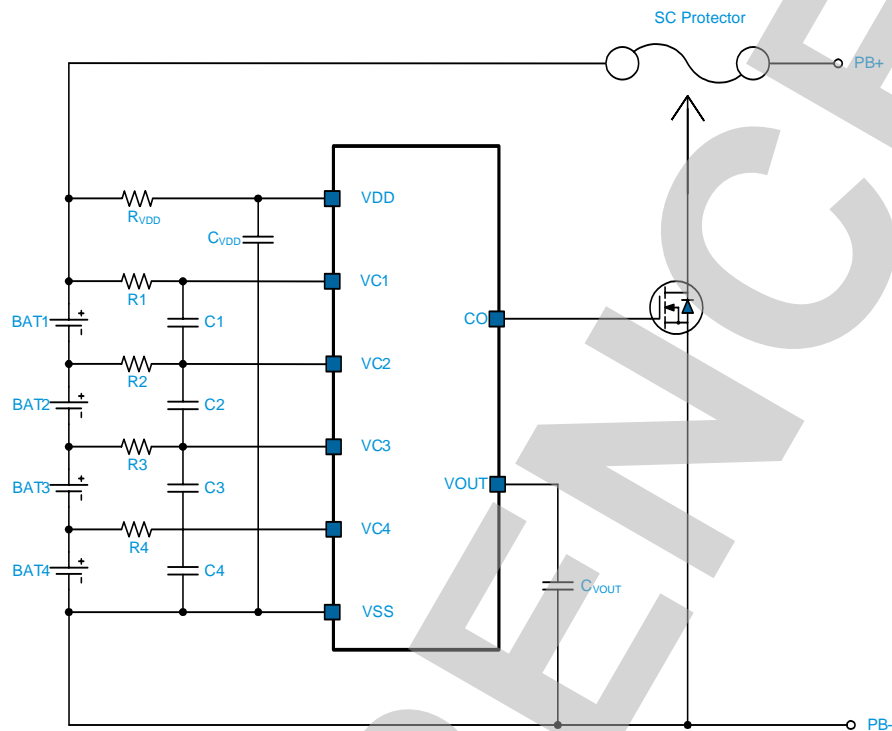 SC Protector
PB+
VDD
RVDD
CVDD
VC1
R1
BAT1
+
C1
CO
VC2
R2
BAT2
+
C2
VC3
R3
BAT3
+
C3
VOUT
VC4
R4
BAT4
+
C4
CVOUT
VSS
PB-